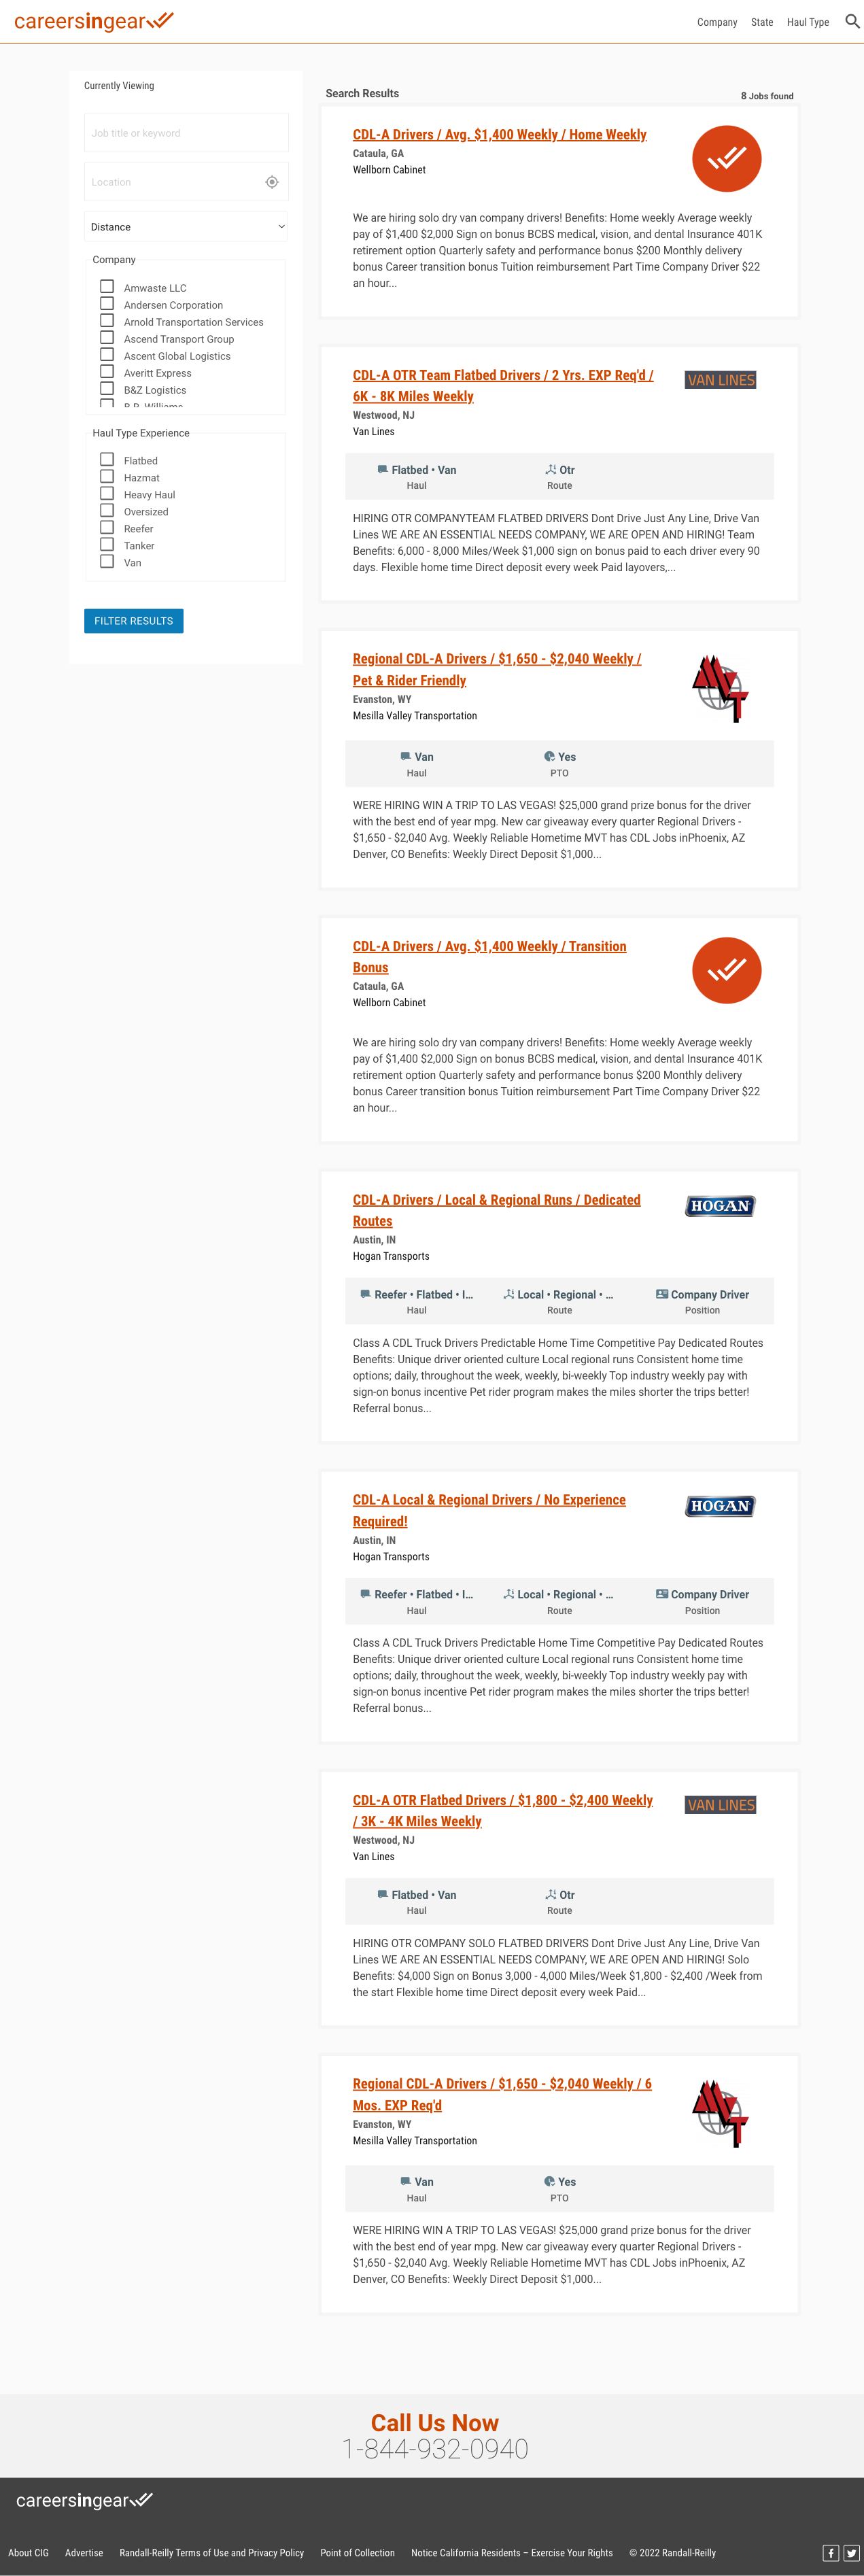 careersingear
Company State Haul Type
Currently Viewing
Job title or keyword
Location
Distance
Company
Amwaste LLC
Andersen Corporation
Arnold Transportation Services
Ascend Transport Group
Ascent Global Logistics
Averitt Express
B&Z Logistics
B.R. Williams
Haul Type Experience
Flatbed
Hazmat
Heavy Haul
Oversized
Reefer
Tanker
Van
FILTER RESULTS
Search Results
8 Jobs found
CDL-A Drivers / Avg. $1,400 Weekly / Home Weekly
Cataula, GA
Wellborn Cabinet
We are hiring solo dry van company drivers! Benefits: Home weekly Average weekly
pay of $1,400 $2,000 Sign on bonus BCBS medical, vision, and dental Insurance 401K
retirement option Quarterly safety and performance bonus $200 Monthly delivery
bonus Career transition bonus Tuition reimbursement Part Time Company Driver $22
an hour...
CDL-A OTR Team Flatbed Drivers / 2 Yrs. EXP Req'd /
6K - 8K Miles Weekly
VAN LINES
Westwood, NJ
Van Lines
Flatbed • Van Otr
Haul Route
HIRING OTR COMPANYTEAM FLATBED DRIVERS Dont Drive Just Any Line, Drive Van
Lines WE ARE AN ESSENTIAL NEEDS COMPANY, WE ARE OPEN AND HIRING! Team
Benefits: 6,000 - 8,000 Miles/Week $1,000 sign on bonus paid to each driver every 90
days. Flexible home time Direct deposit every week Paid layovers,...
Regional CDL-A Drivers / $1,650 - $2,040 Weekly /
Pet & Rider Friendly
Evanston, WY
Mesilla Valley Transportation
Van Yes
Haul PTO
WERE HIRING WIN A TRIP TO LAS VEGAS! $25,000 grand prize bonus for the driver
with the best end of year mpg. New car giveaway every quarter Regional Drivers -
$1,650 - $2,040 Avg. Weekly Reliable Hometime MVT has CDL Jobs inPhoenix, AZ
Denver, CO Benefits: Weekly Direct Deposit $1,000...
CDL-A Drivers / Avg. $1,400 Weekly / Transition
Bonus
Cataula, GA
Wellborn Cabinet
We are hiring solo dry van company drivers! Benefits: Home weekly Average weekly
pay of $1,400 $2,000 Sign on bonus BCBS medical, vision, and dental Insurance 401K
retirement option Quarterly safety and performance bonus $200 Monthly delivery
bonus Career transition bonus Tuition reimbursement Part Time Company Driver $22
an hour...
CDL-A Drivers / Local & Regional Runs / Dedicated
Routes
HOGAN
Austin, IN
Hogan Transports
Reefer • Flatbed • I... Local • Regional • ... Company Driver
Haul Route Position
Class A CDL Truck Drivers Predictable Home Time Competitive Pay Dedicated Routes
Benefits: Unique driver oriented culture Local regional runs Consistent home time
options; daily, throughout the week, weekly, bi-weekly Top industry weekly pay with
sign-on bonus incentive Pet rider program makes the miles shorter the trips better!
Referral bonus...
CDL-A Local & Regional Drivers / No Experience
Required!
HOGAN
Austin, IN
Hogan Transports
Reefer • Flatbed • I... Local • Regional • ... Company Driver
Haul Route Position
Class A CDL Truck Drivers Predictable Home Time Competitive Pay Dedicated Routes
Benefits: Unique driver oriented culture Local regional runs Consistent home time
options; daily, throughout the week, weekly, bi-weekly Top industry weekly pay with
sign-on bonus incentive Pet rider program makes the miles shorter the trips better!
Referral bonus...
CDL-A OTR Flatbed Drivers / $1,800 - $2,400 Weekly
/ 3K - 4K Miles Weekly
VAN LINES
Westwood, NJ
Van Lines
Flatbed • Van Otr
Haul Route
HIRING OTR COMPANY SOLO FLATBED DRIVERS Dont Drive Just Any Line, Drive Van
Lines WE ARE AN ESSENTIAL NEEDS COMPANY, WE ARE OPEN AND HIRING! Solo
Benefits: $4,000 Sign on Bonus 3,000 - 4,000 Miles/Week $1,800 - $2,400 /Week from
the start Flexible home time Direct deposit every week Paid...
Regional CDL-A Drivers / $1,650 - $2,040 Weekly / 6
Mos. EXP Req'd
Evanston, WY
Mesilla Valley Transportation
Van Yes
Haul PTO
WERE HIRING WIN A TRIP TO LAS VEGAS! $25,000 grand prize bonus for the driver
with the best end of year mpg. New car giveaway every quarter Regional Drivers -
$1,650 - $2,040 Avg. Weekly Reliable Hometime MVT has CDL Jobs inPhoenix, AZ
Denver, CO Benefits: Weekly Direct Deposit $1,000...
Call Us Now
1-844-932-0940
careersingear
About CIG Advertise Randall-Reilly Terms of Use and Privacy Policy Point of Collection Notice California Residents – Exercise Your Rights © 2022 Randall-Reilly